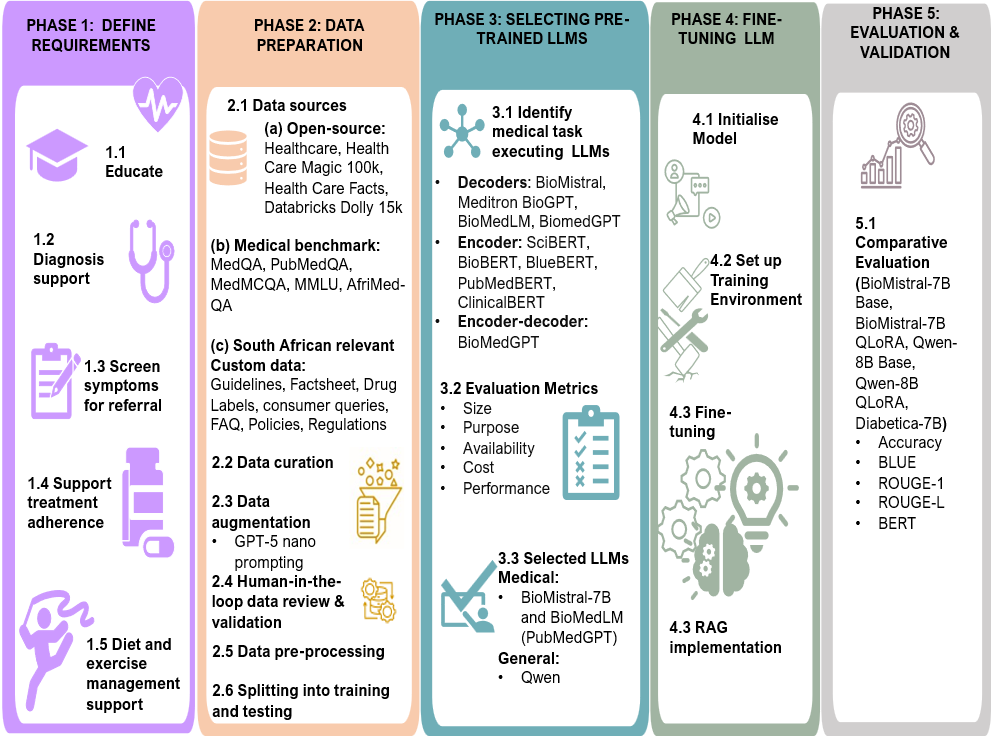 PHASE 1: DEFINE
REQUIREMENTS
1.1
Educate
1.2
Diagnosis
support
1.3 Screen
symptoms
for referral
1.4 Support
treatment
adherence
1.5 Diet and
exercise
management
support
PHASE 2: DATA
PREPARATION
2.1 Data sources
(a) Open-source:
Healthcare, Health
Care Magic 100k,
Health Care Facts,
Databricks Dolly 15k
(b) Medical benchmark:
MedQA, PubMedQA,
MedMCQA, MMLU, AfriMed-
QA
(c) South African relevant
Custom data:
Guidelines, Factsheet, Drug
Labels, consumer queries,
FAQ, Policies, Regulations
2.2 Data curation
2.3 Data
augmentation
• GPT-5 nano
prompting
2.4 Human-in-the-
loop data review &
validation
2.5 Data pre-processing
2.6 Splitting into training
and testing
PHASE 3: SELECTING PRE-
TRAINED LLMS
3.1 Identify
medical task
executing LLMs
• Decoders: BioMistral,
Meditron BioGPT,
BioMedLM, BiomedGPT
• Encoder: SciBERT,
BioBERT, BlueBERT,
PubMedBERT,
ClinicalBERT
• Encoder-decoder:
BioMedGPT
3.2 Evaluation Metrics
• Size
• Purpose
• Availability
• Cost
• Performance
3.3 Selected LLMs
Medical:
• BioMistral-7B
and BioMedLM
(PubMedGPT)
General:
• Qwen
PHASE 4: FINE-
TUNING LLM
4.1 Initialise
Model
4.2 Set up
Training
Environment
4.3 Fine-
tuning
4.3 RAG
implementation
PHASE 5:
EVALUATION &
VALIDATION
5.1
Comparative
Evaluation
(BioMistral-7B
Base,
BioMistral-7B
QLoRA, Qwen-
8B Base,
Qwen-8B
QLoRA,
Diabetica-7B)
• Accuracy
• BLUE
• ROUGE-1
• ROUGE-L
• BERT